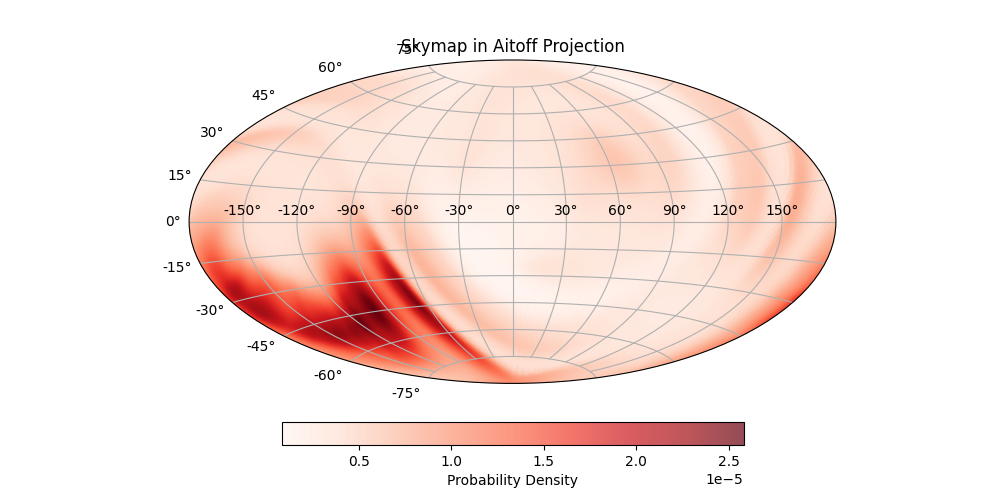 Skymap in Aitoff Projection
75°
60°
45°
30°
15°
0°
-150° -120° -90° -60° -30° 0° 30° 60° 90° 120° 150°
-15°
-30°
-45°
-60°
-75°
0.5 1.0 1.5 2.0 2.5
1e−5
Probability Density